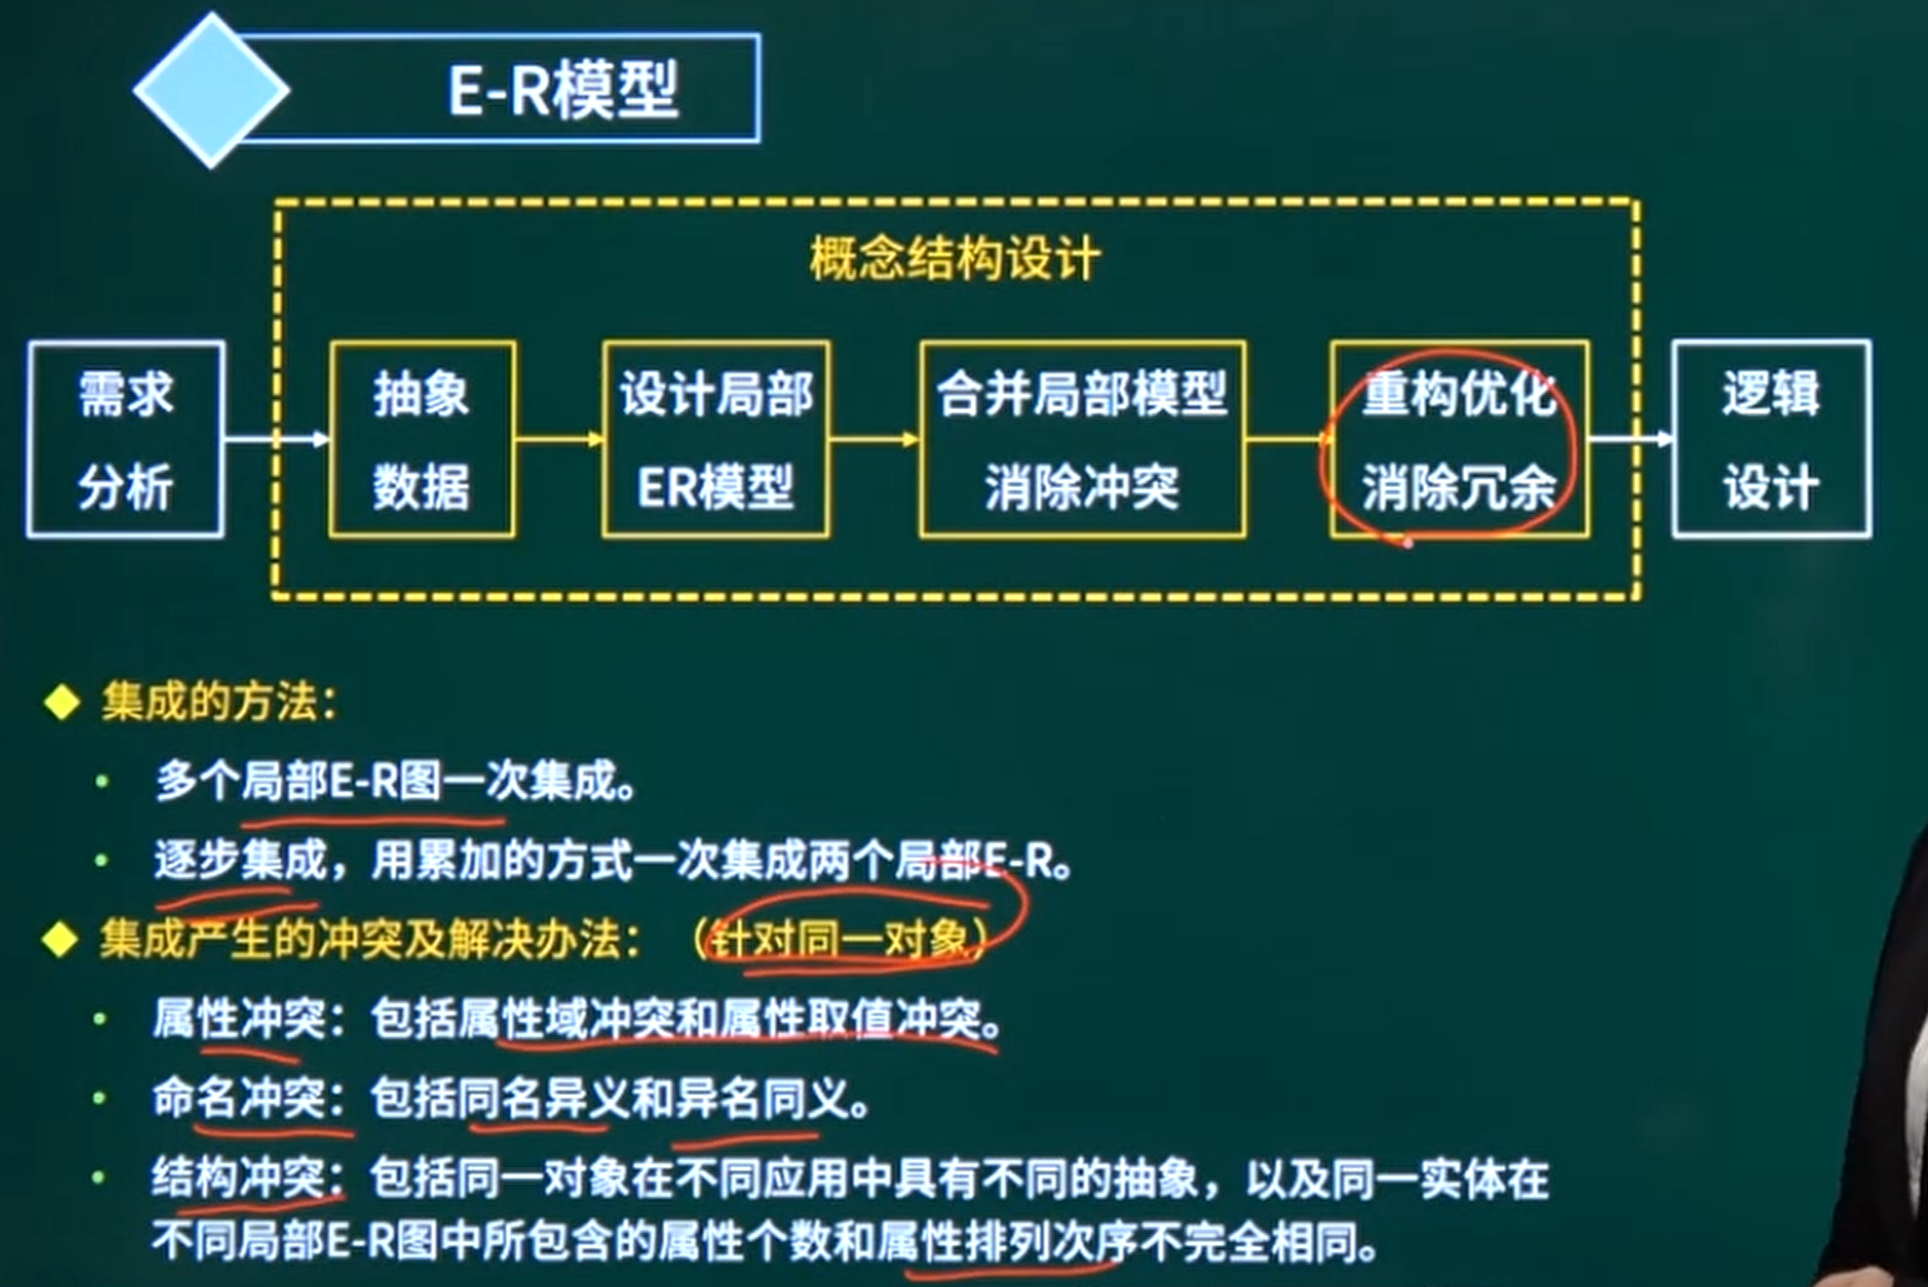 E-R模型
概念结构设计
需求
分析
抽象
数据
设计局部
ER模型
合并局部模型
消除冲突
重构优化
消除冗余
逻辑
设计
集成的方法：
多个局部E-R图一次集成。
逐步集成，用累加的方式一次集成两个局部E-R。
集成产生的冲突及解决办法：（针对同一对象）
属性冲突：包括属性域冲突和属性取值冲突。
命名冲突：包括同名异义和异名同义。
结构冲突：包括同一对象在不同应用中具有不同的抽象，以及同一实体在
不同局部E-R图中所包含的属性个数和属性排列次序不完全相同。